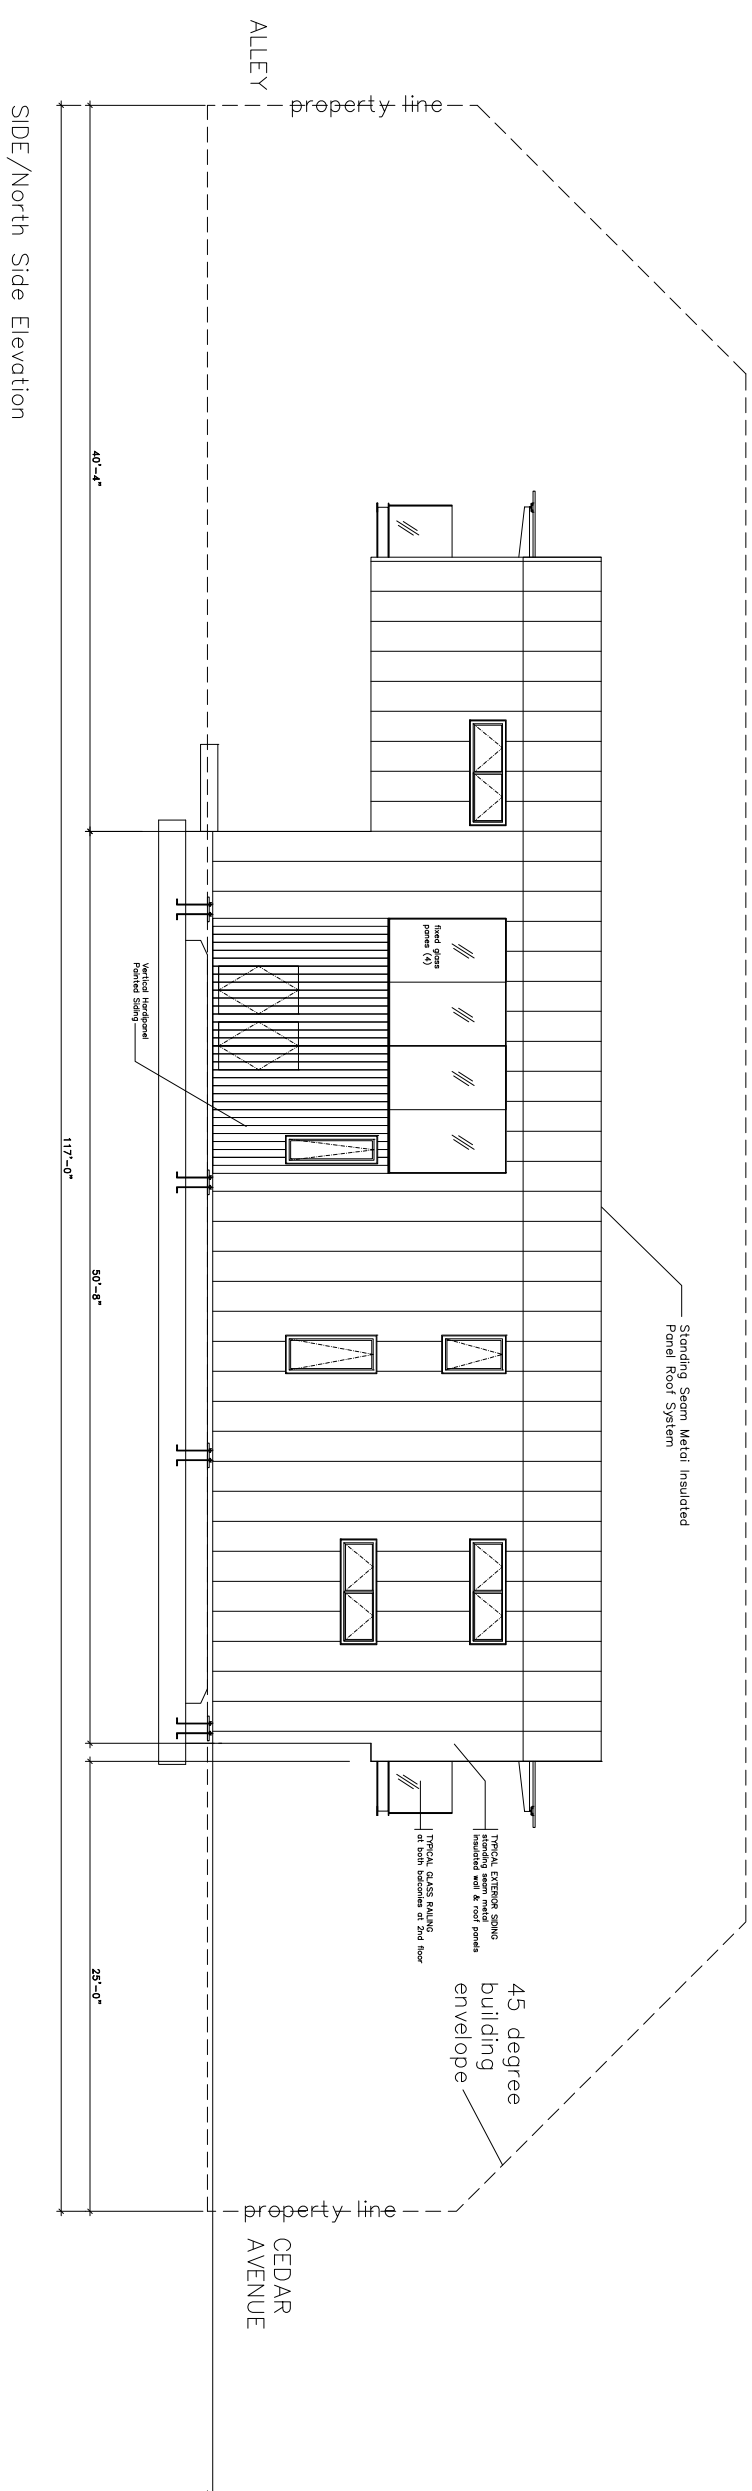 SIDE/North Side Elevation
ALLEY
property line
40'-4"
117'-0"
50'-8"
25'-0"
fixed glass
panes (4)
Vertical Hardipanel
Painted Siding
Standing Seam Metal Insulated
Panel Roof System
TYPICAL EXTERIOR SIDING
standing seam metal
insulated wall & roof panels
TYPICAL GLASS RAILING
at both balconies at 2nd floor
45 degree
building
envelope
property line
CEDAR
AVENUE